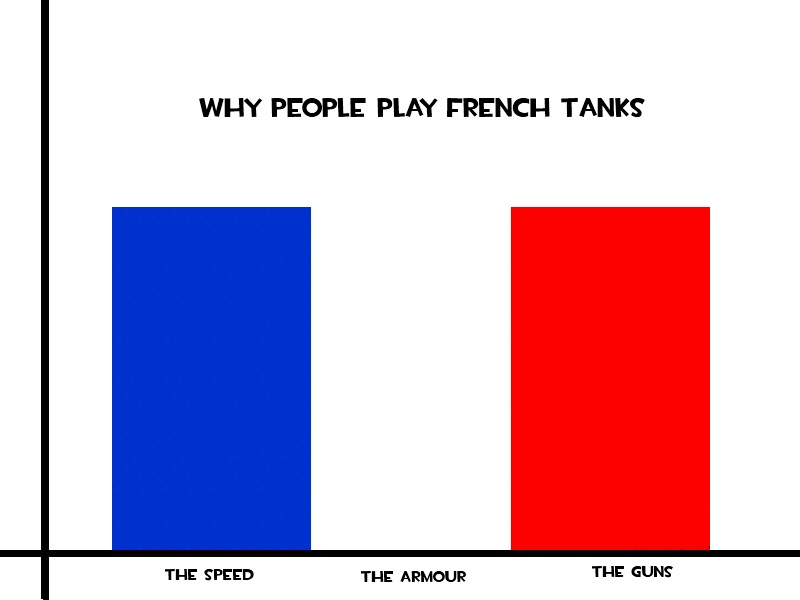 WHY PEOPLE PLAY FRENCH TANKS
THE SPEED
THE ARMOUR
THE GUNS